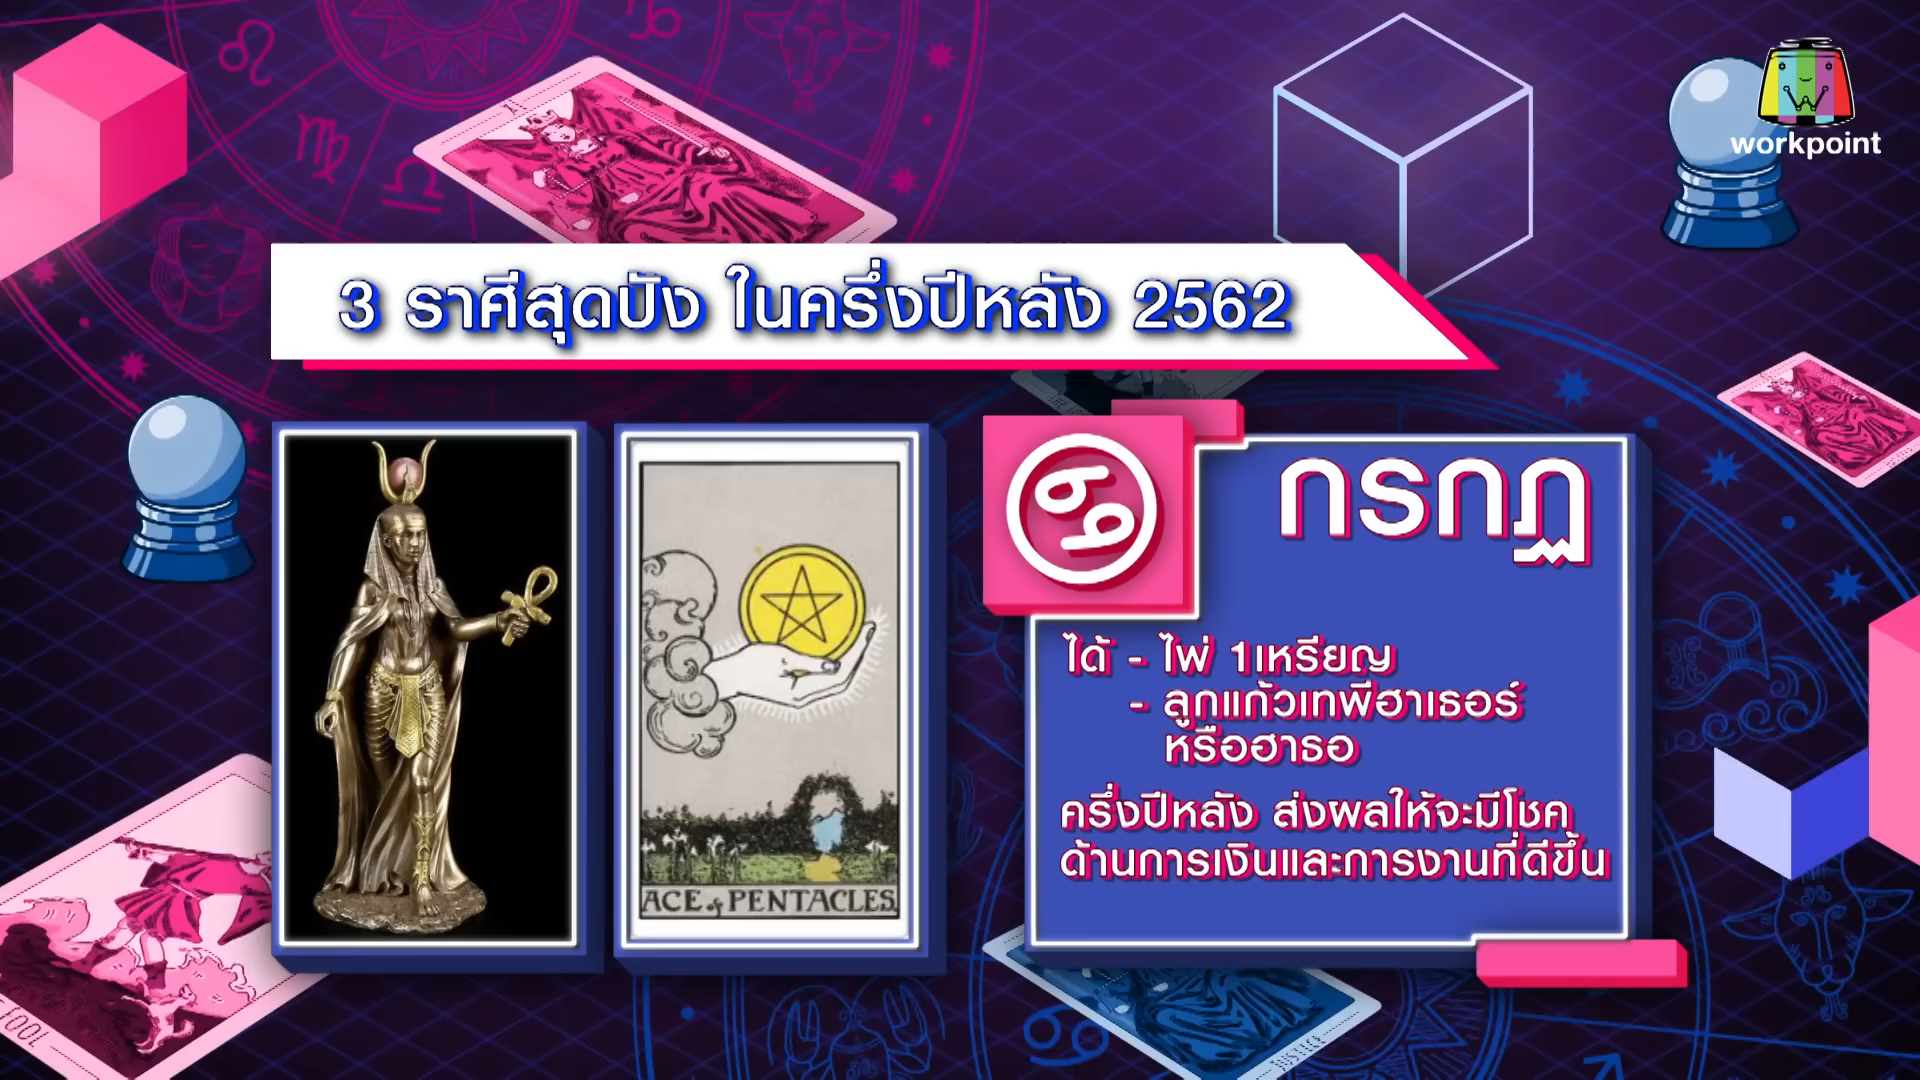 workpoint
3 ราศีสุดปัง ในครึ่งปีหลัง 2562
กรกฎ
ได้ - ไพ่ 1เหรียญ
- ลูกแก้วเทพีฮาเธอร์
หรือฮาธอ
ครึ่งปีหลัง ส่งผลให้จะมีโชค
ด้านการเงินและการงานที่ดีขึ้น
ACE of PENTACLES
JUSTICE
FOOL